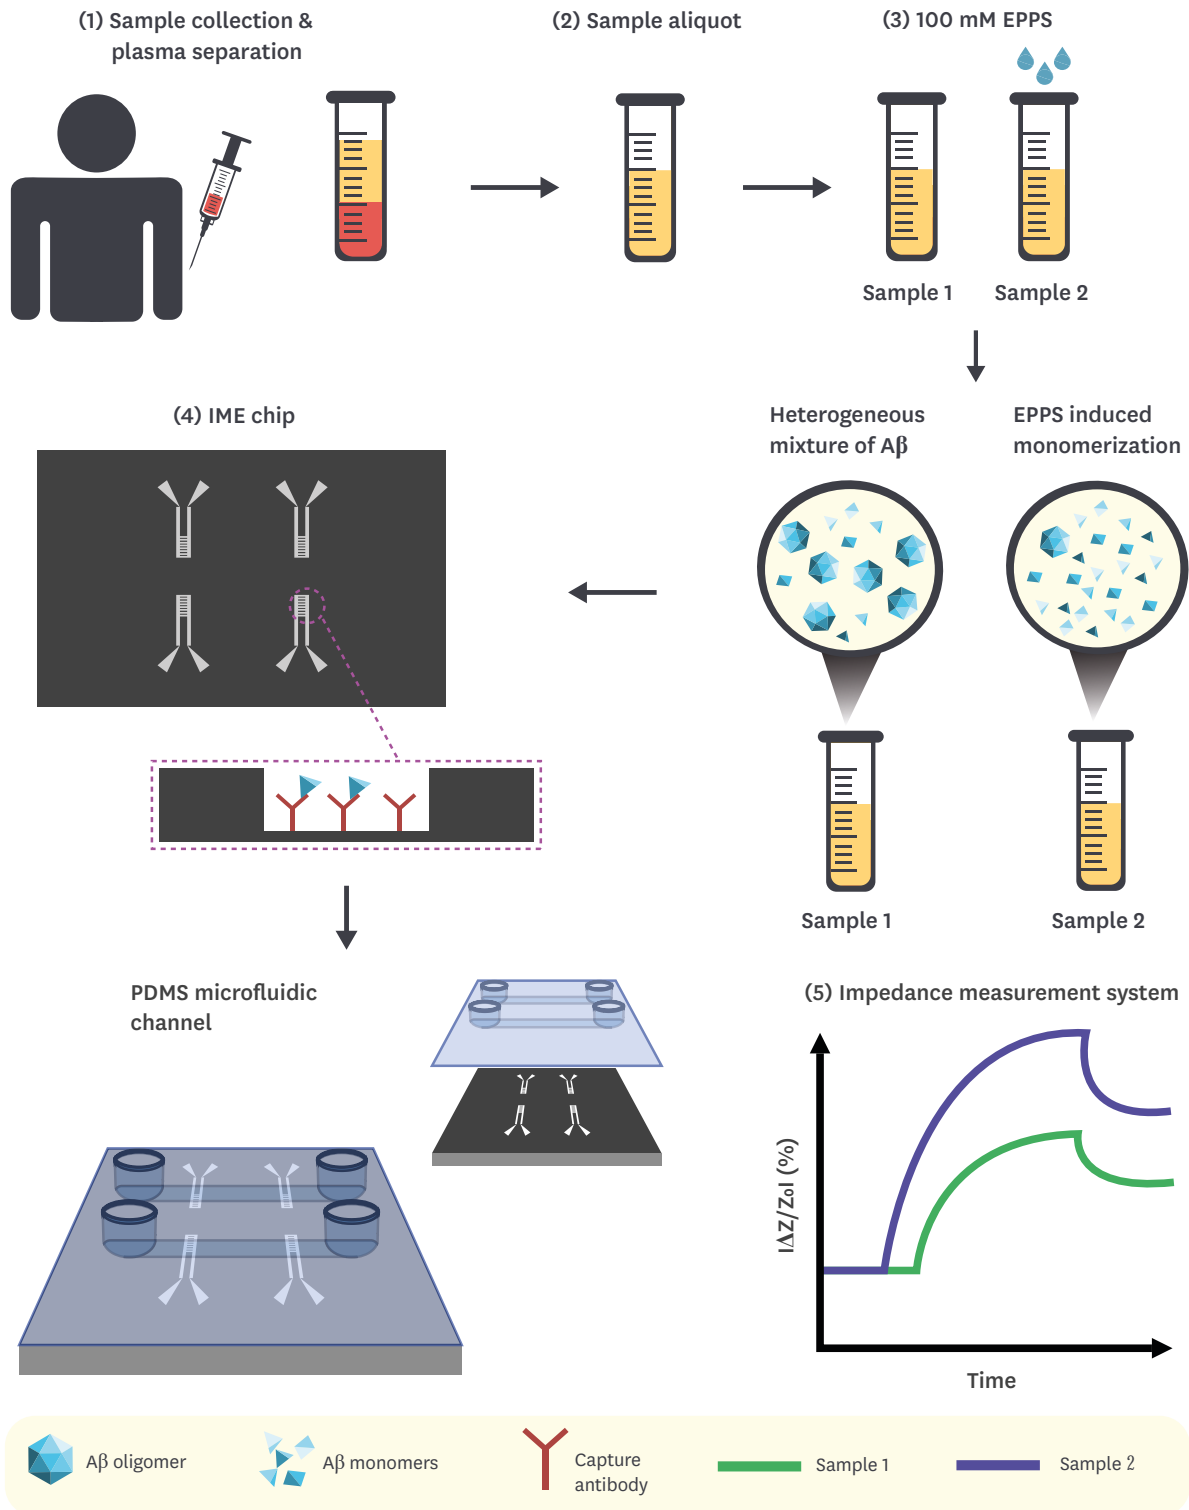 (1) Sample collection &
plasma separation
(2) Sample aliquot
(3) 100 mM EPPS
Sample 1
Sample 2
(4) IME chip
Heterogeneous
mixture of Aβ
EPPS induced
monomerization
Sample 1
Sample 2
PDMS microfluidic
channel
(5) Impedance measurement system
|ΔZ/Z₀| (%)
Time
Aβ oligomer
Aβ monomers
Capture
antibody
Sample 1
Sample 2